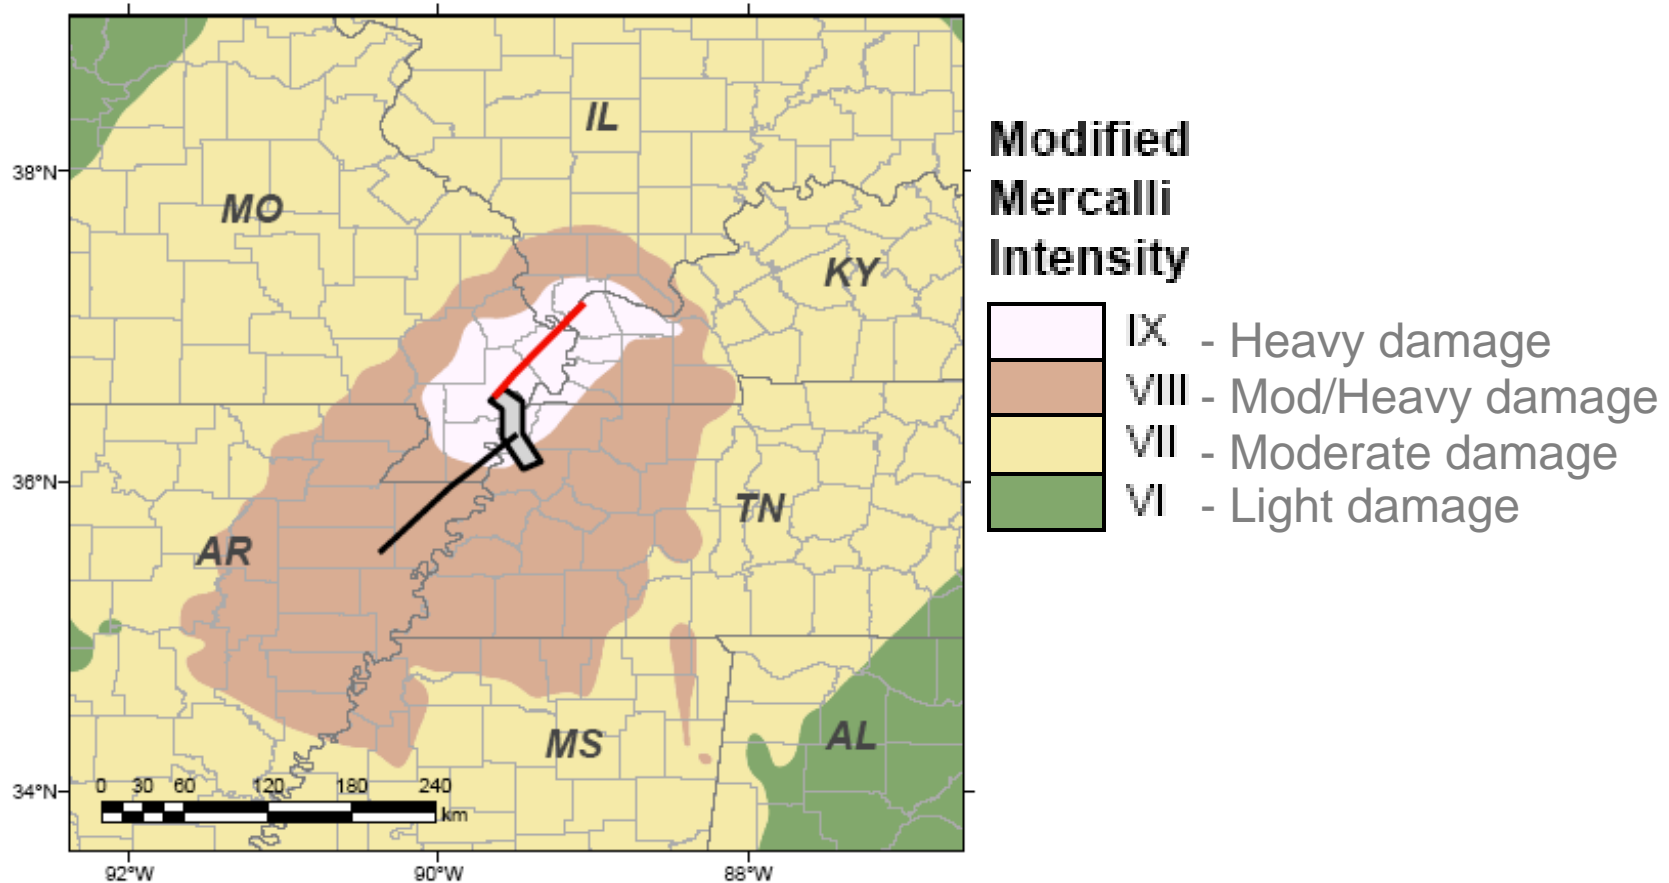 IL
38°N
MO
KY
36°N
TN
AR
MS
AL
0 30 60 120 180 240
km
34°N
92°W 90°W 88°W
Modified
Mercalli
Intensity
IX - Heavy damage
VIII - Mod/Heavy damage
VII - Moderate damage
VI - Light damage